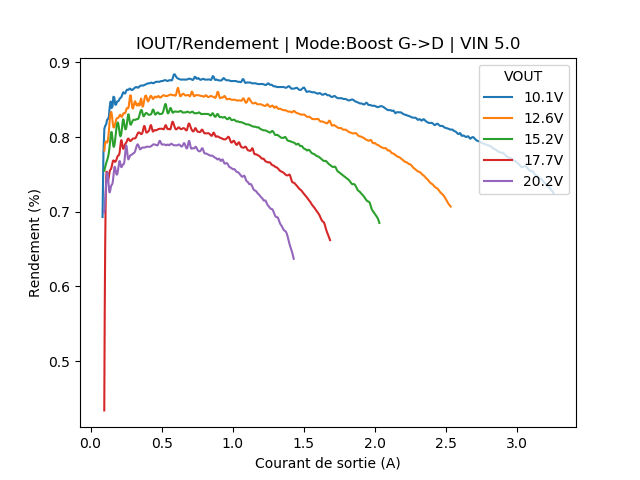 IOUT/Rendement | Mode:Boost G->D | VIN 5.0
Rendement (%)
0.9
0.8
0.7
0.6
0.5
VOUT
10.1V
12.6V
15.2V
17.7V
20.2V
0.0 0.5 1.0 1.5 2.0 2.5 3.0
Courant de sortie (A)